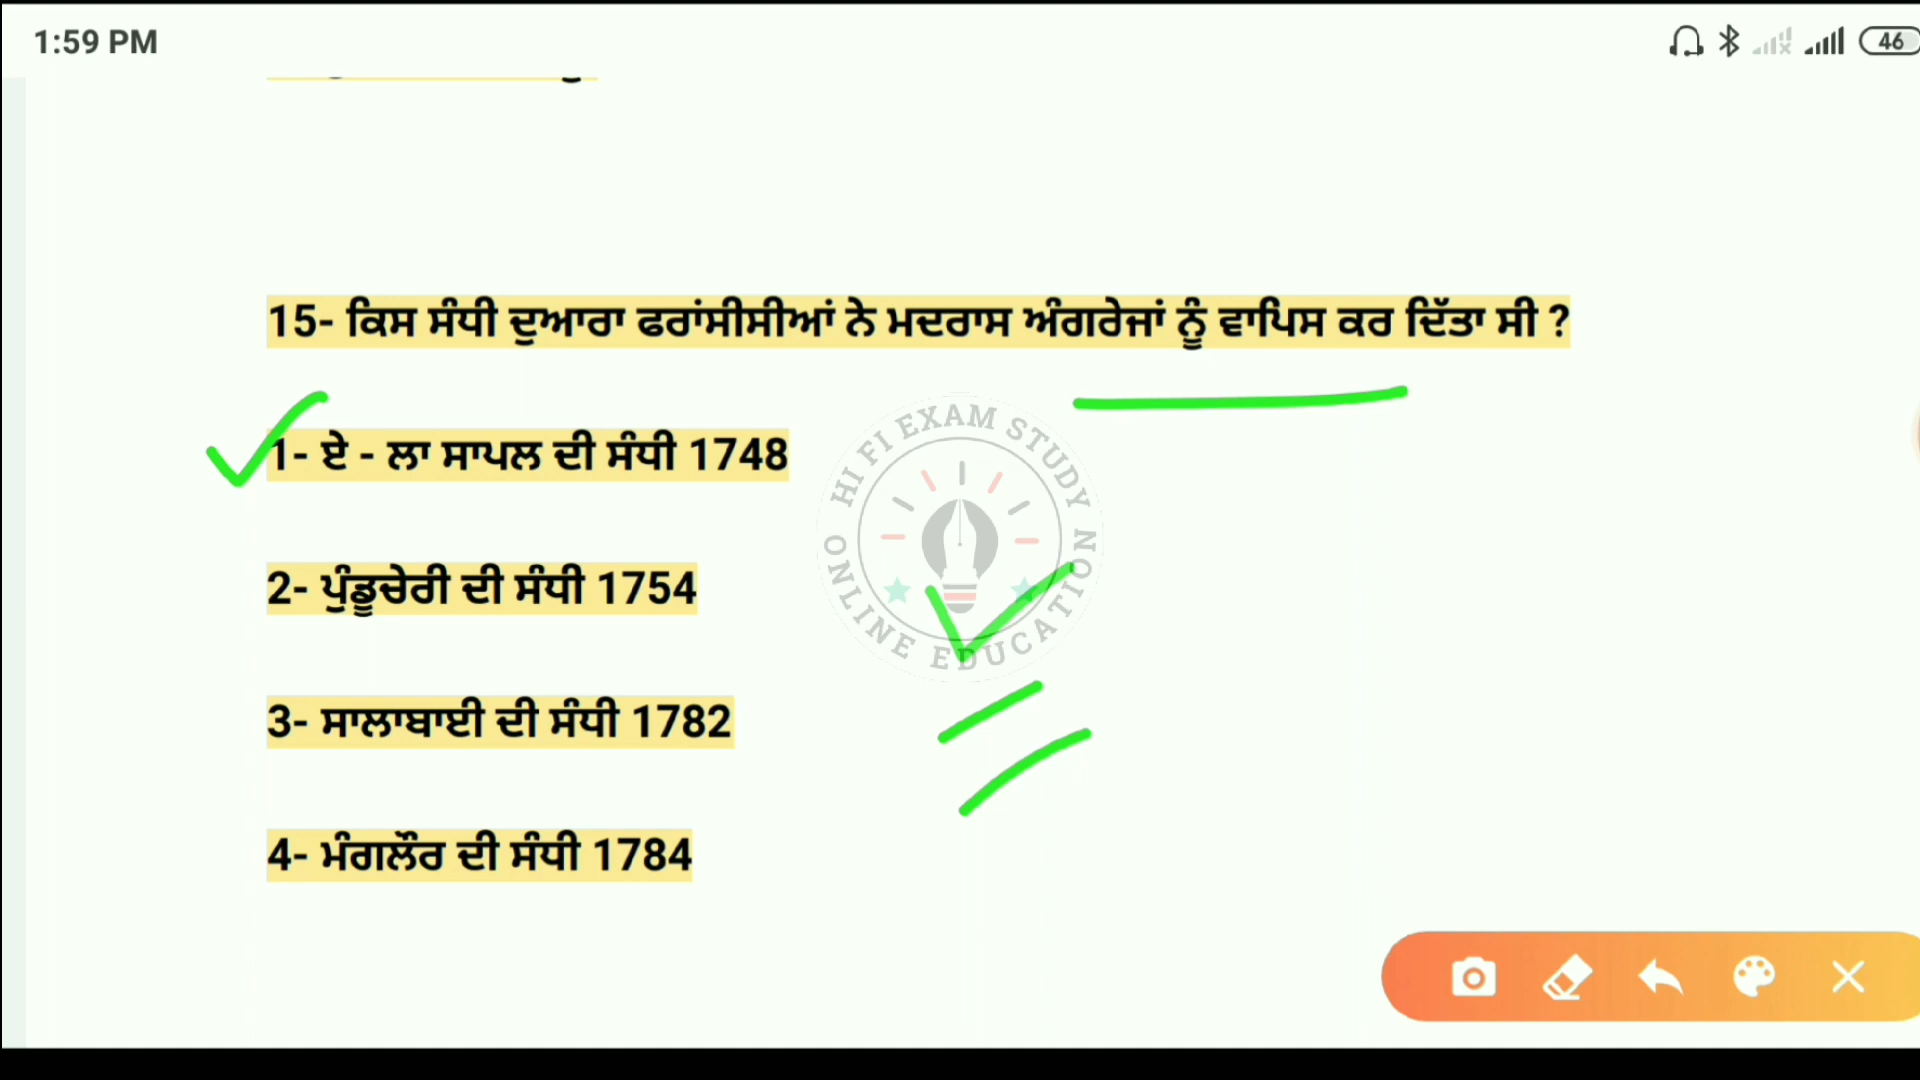 1:59 PM
46
15- ਕਿਸ ਸੰਧੀ ਦੁਆਰਾ ਫਰਾਂਸੀਸੀਆਂ ਨੇ ਮਦਰਾਸ ਅੰਗਰੇਜਾਂ ਨੂੰ ਵਾਪਿਸ ਕਰ ਦਿੱਤਾ ਸੀ ?
1- ਏ - ਲਾ ਸਾਪਲ ਦੀ ਸੰਧੀ 1748
HI FI EXAM STUDY
ONLINE EDUCATION
2- ਪੁੰਡੂਚੇਰੀ ਦੀ ਸੰਧੀ 1754
3- ਸਾਲਾਬਾਈ ਦੀ ਸੰਧੀ 1782
4- ਮੰਗਲੌਰ ਦੀ ਸੰਧੀ 1784